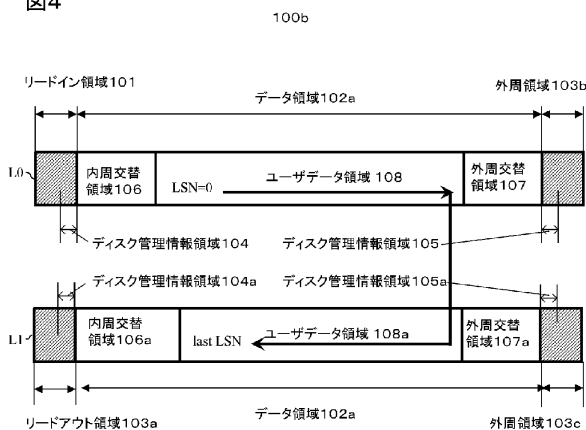 図4
100b
リードイン領域101
データ領域102a
外周領域103b
L0
内周交替
領域106
LSN=0
ユーザデータ領域 108
外周交替
領域107
ディスク管理情報領域104
ディスク管理情報領域105
ディスク管理情報領域104a
ディスク管理情報領域105a
L1
内周交替
領域106a
last LSN
ユーザデータ領域 108a
外周交替
領域107a
リードアウト領域103a
データ領域102a
外周領域103c